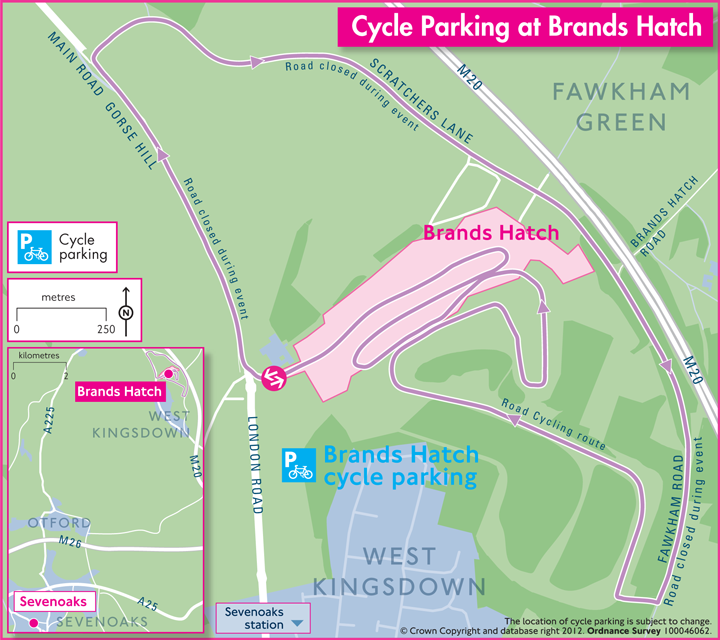 Cycle Parking at Brands Hatch
MAIN ROAD GORSE HILL
Road closed during event
SCRATCHERS LANE
M20
FAWKHAM
GREEN
Road closed during event
BRANDS HATCH
ROAD
Brands Hatch
P
Cycle
parking
metres
0
250
N
M20
Road Cycling route
LONDON ROAD
P
Brands Hatch
cycle parking
FAWKHAM ROAD
Road closed during event
WEST
KINGSDOWN
kilometres
0
2
Brands Hatch
A225
WEST
KINGSDOWN
M20
OTFORD
M26
Sevenoaks
A25
SEVENOAKS
Sevenoaks
station
The location of cycle parking is subject to change.
© Crown Copyright and database right 2012. Ordnance Survey 100046062.